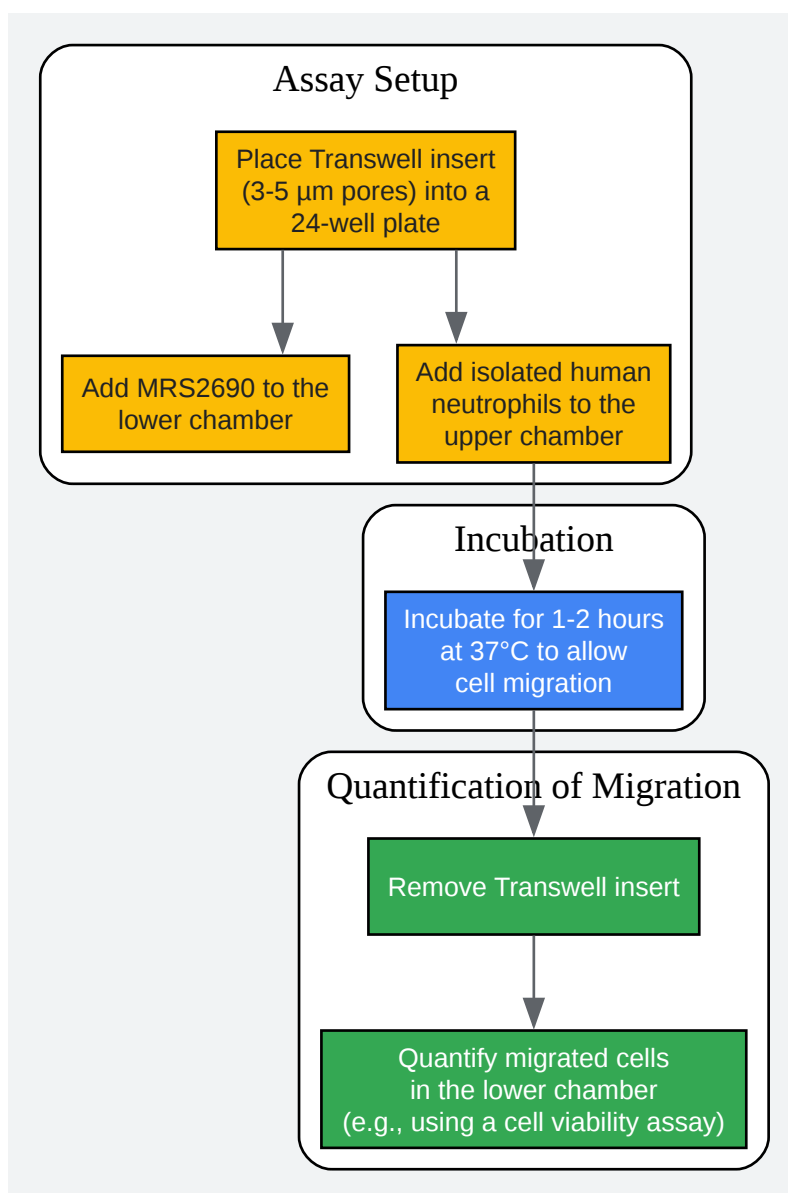 Assay Setup
Place Transwell insert
(3-5 µm pores) into a
24-well plate
Add MRS2690 to the
lower chamber
Add isolated human
neutrophils to the
upper chamber
Incubation
Incubate for 1-2 hours
at 37°C to allow
cell migration
Quantification of Migration
Remove Transwell insert
Quantify migrated cells
in the lower chamber
(e.g., using a cell viability assay)